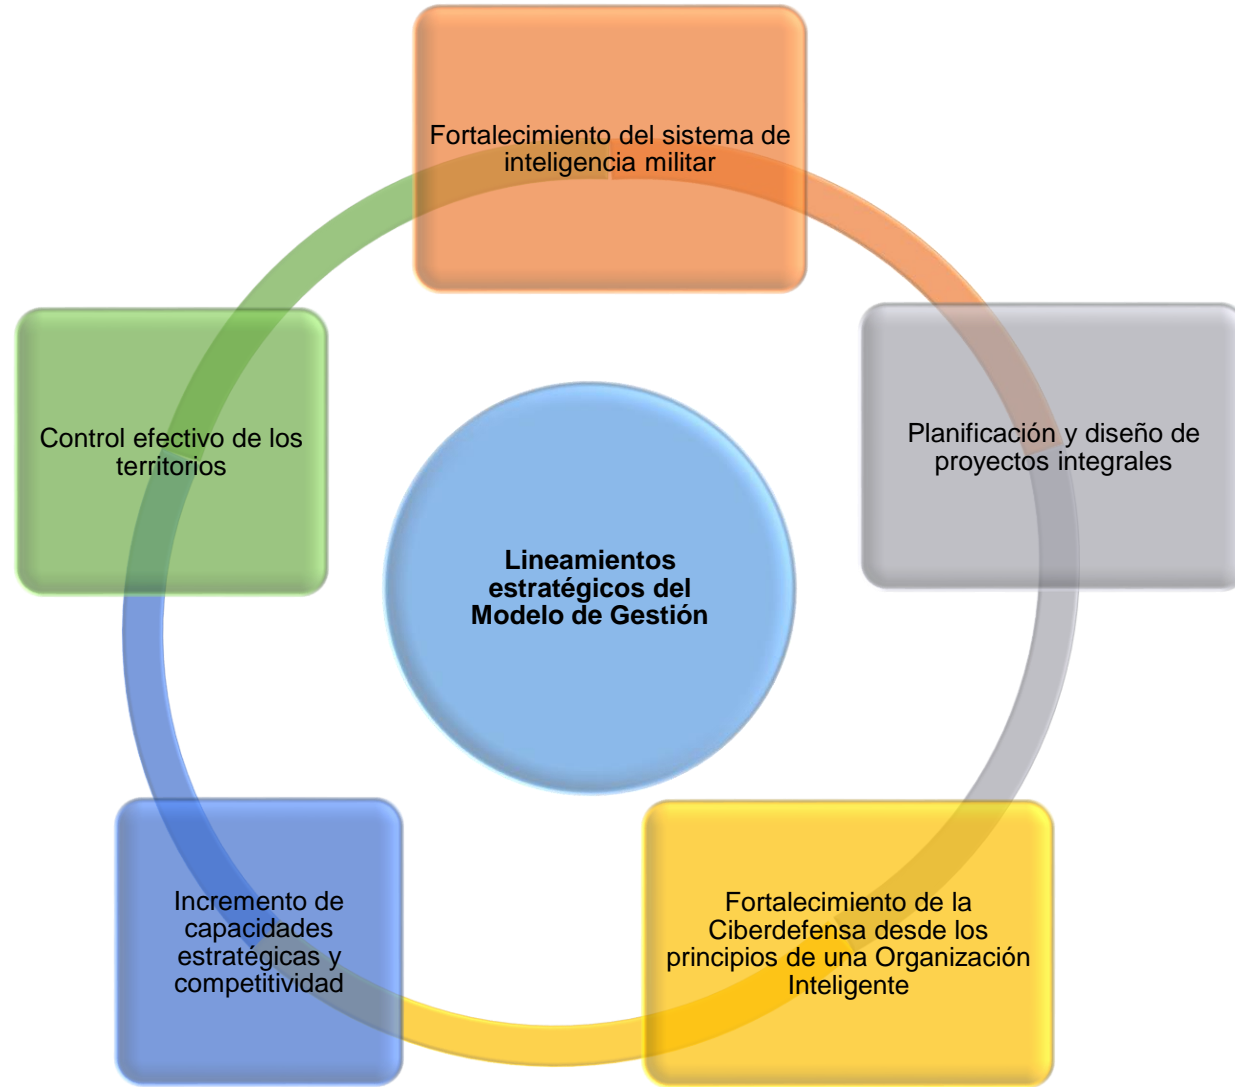 Fortalecimiento del sistema de
inteligencia militar
Planificación y diseño de
proyectos integrales
Fortalecimiento de la
Ciberdefensa desde los
principios de una Organización
Inteligente
Incremento de
capacidades
estratégicas y
competitividad
Control efectivo de los
territorios
Lineamientos
estratégicos del
Modelo de Gestión